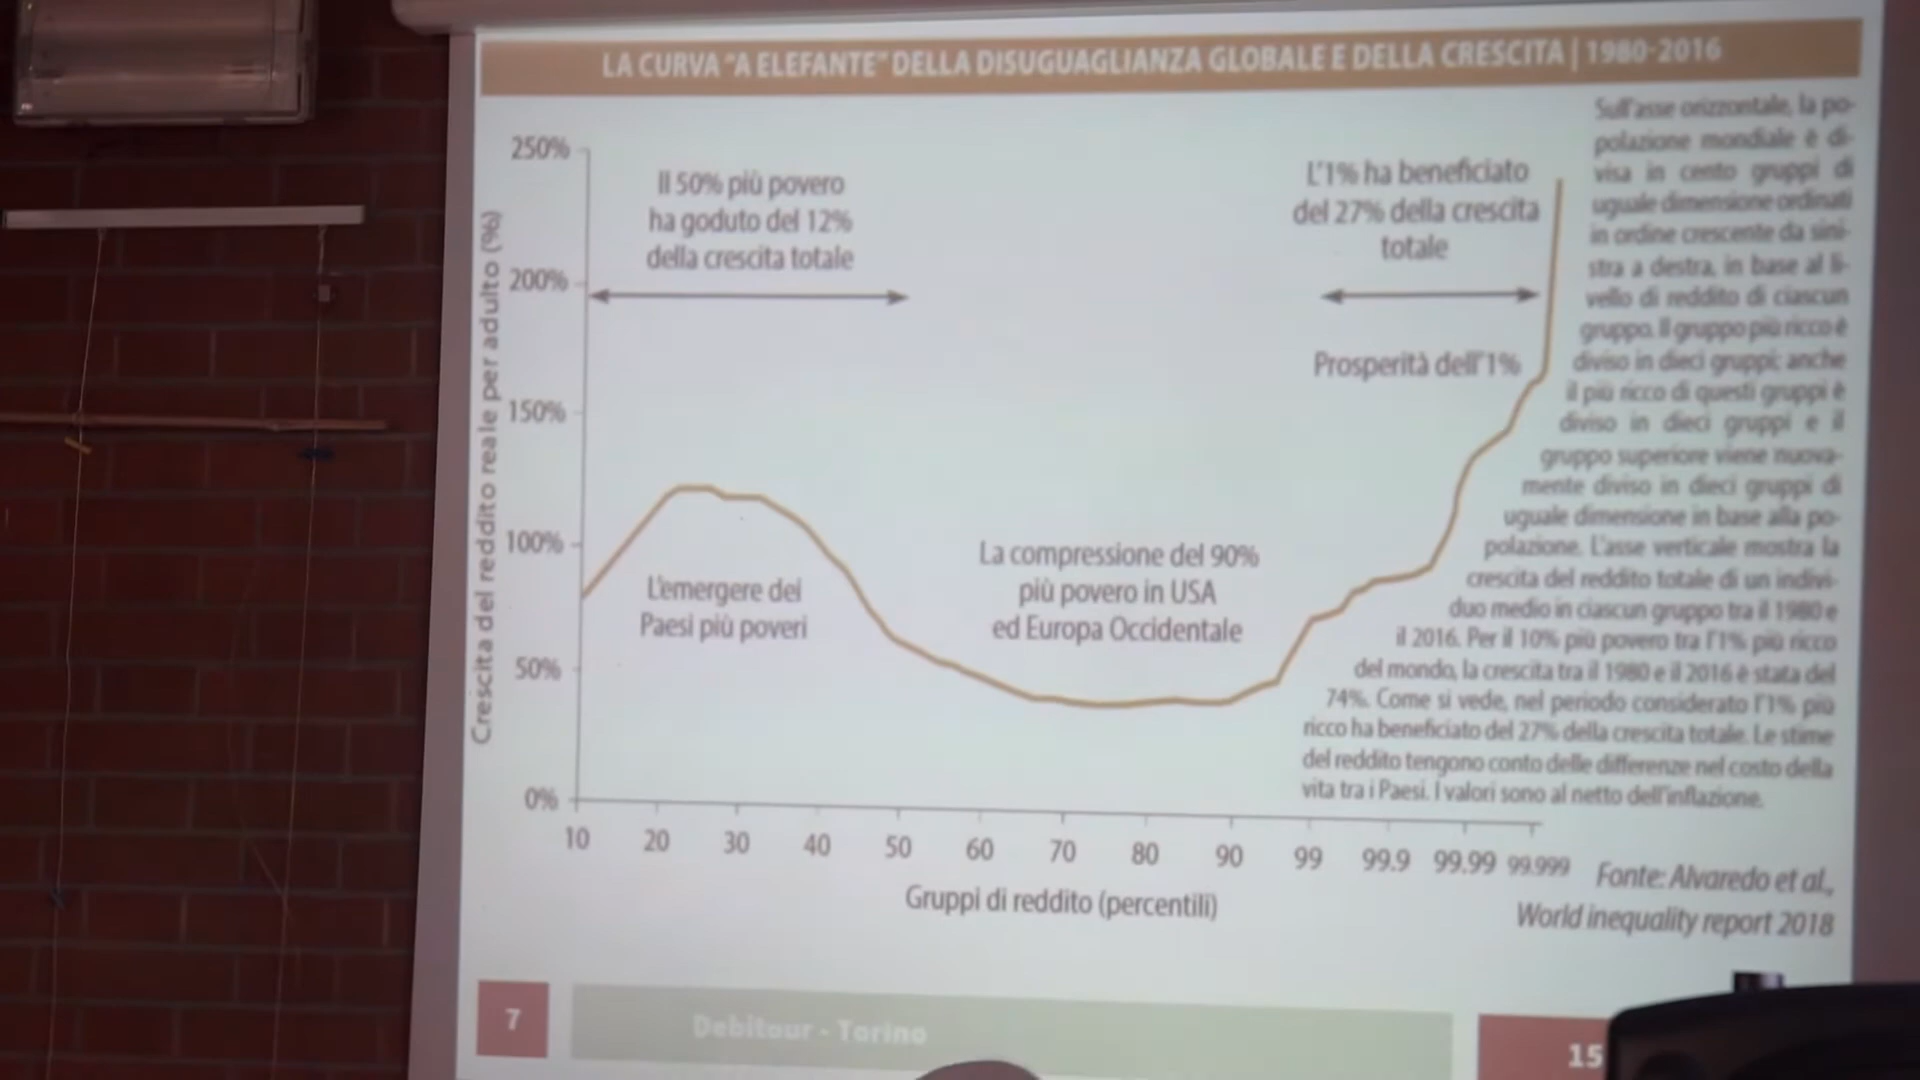 LA CURVA “A ELEFANTE” DELLA DISUGUAGLIANZA GLOBALE E DELLA CRESCITA | 1980-2016
Crescita del reddito reale per adulto (%)
250%
200%
150%
100%
50%
0%
Il 50% più povero
ha goduto del 12%
della crescita totale
L'1% ha beneficiato
del 27% della crescita
totale
Prosperità dell'1%
L'emergere dei
Paesi più poveri
La compressione del 90%
più povero in USA
ed Europa Occidentale
10 20 30 40 50 60 70 80 90 99 99.9 99.99 99.999
Gruppi di reddito (percentili)
Sull'asse orizzontale, la po-
polazione mondiale è di-
visa in cento gruppi di
uguale dimensione ordinati
in ordine crescente da sini-
stra a destra, in base al li-
vello di reddito di ciascun
gruppo. Il gruppo più ricco è
diviso in dieci gruppi; anche
il più ricco di questi gruppi è
diviso in dieci gruppi e il
gruppo superiore viene nuova-
mente diviso in dieci gruppi di
uguale dimensione in base alla po-
polazione. L'asse verticale mostra la
crescita del reddito totale di un indivi-
duo medio in ciascun gruppo tra il 1980 e
il 2016. Per il 10% più povero tra l'1% più ricco
del mondo, la crescita tra il 1980 e il 2016 è stata del
74%. Come si vede, nel periodo considerato l'1% più
ricco ha beneficiato del 27% della crescita totale. Le stime
del reddito tengono conto delle differenze nel costo della
vita tra i Paesi. I valori sono al netto dell'inflazione.
Fonte: Alvaredo et al.,
World inequality report 2018
7
Debitour - Torino
15